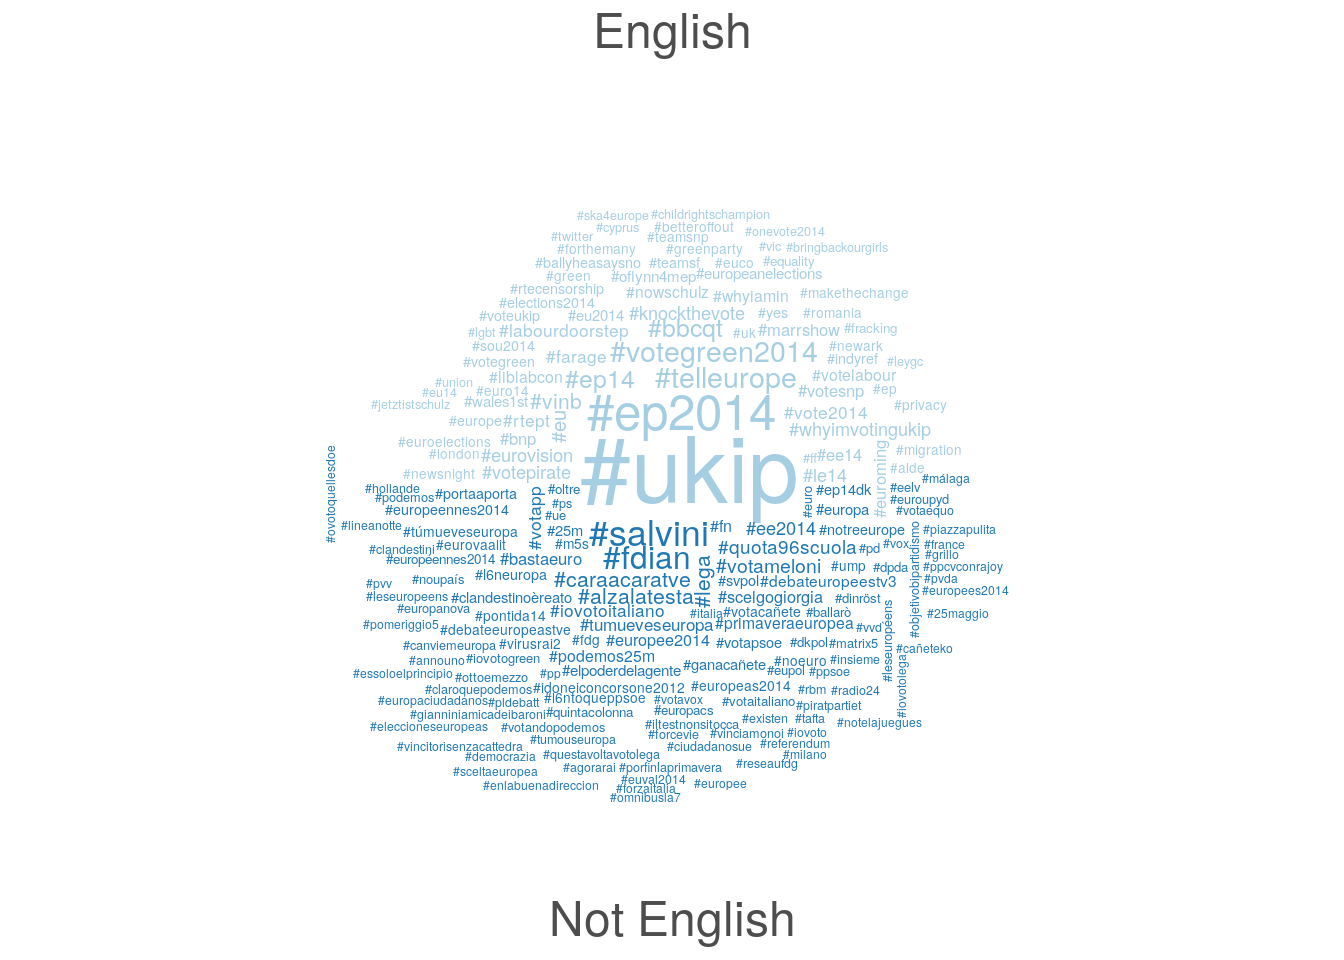 English
#ska4europe #childrightschampion
#cyprus #betteroffout
#twitter #teamsnp #onevote2014
#forthemany #greenparty #vic #bringbackourgirls
#ballyheasaysno #teamsf #euco #equality
#green #oflynn4mep #europeanelections
#rtecensorship #nowschulz #whyiamin #makethechange
#elections2014
#voteukip #eu2014 #knockthevote #yes #romania
#lgbt #labourdoorstep #bbcqt #uk #marrshow #fracking
#sou2014 #farage #votegreen2014 #newark
#votegreen #indyref #leygc
#union #liblabcon #ep14 #telleurope #votelabour
#eu14 #euro14 #votesnp #ep
#jetztistschulz #wales1st #vinb #ep2014 #vote2014 #privacy
#europe #rtept #eu #whyimvotingukip
#euroelections #bnp
#london #eurovision #ukip #ff #ee14 #migration
#newsnight #votepirate #le14 #euroming #alde
#ovotoquellesdoe #hollande #podemos #portaaporta #votapp #oltre #euro #ep14dk #eelv #málaga
#europeennes2014 #ps #ue #europa #euroupyd #votaequo
#lineanotte #túmueveseuropa #25m #salvini #fn #ee2014 #notreeurope #objetivobipartidismo #piazzapulita
#clandestini #eurovaalit #m5s #fdian #quota96scuola #pd #vox #france
#européennes2014 #bastaeuro #lega #votameloni #ump #dpda #grillo #ppcvconrajoy
#pvv #noupaís #l6neuropa #caraacaratve #svpol #debateuropeestv3 #pvda
#leseuropeens #clandestinoèreato #alzalatesta #scelgogiorgia #dinröst #europees2014
#europanova #pontida14 #iovotoitaliano #italia #votacañete #ballarò #leseuropéens #25maggio
#pomeriggio5 #debateeuropeastve #tumueveseuropa #primaveraeuropea #vvd
#canviemeuropa #virusrai2 #fdg #europee2014 #votapsoe #dkpol #matrix5 #cañeteko
#announo #iovotogreen #podemos25m #ganacañete #noeuro #insieme #iovotolega
#essoloelprincipio #ottoemezzo #pp #elpoderdelagente #eupol #ppsoe
#claroquepodemos #idoneiconcorsone2012 #europeas2014 #rbm #radio24
#europaciudadanos #pldebatt #l6ntoqueppsoe #votavox #votaitaliano #piratpartiet
#gianniniamicadeibaroni #quintacolonna #europacs #existen #tafta
#eleccioneseuropeas #votandopodemos #iltestnonsitocca #notelajuegues
#tumouseuropa #forcevie #vinciamonoi #iovoto
#vincitorisenzacattedra #ciudadanosue #referendum
#democrazia #questavoltavotolega #milano
#sceltaeuropea #agorarai #porfinlaprimavera #reseaufdg
#enlabuenadireccion #euval2014 #europee
#forzaitalia
#omnibusla7
Not English